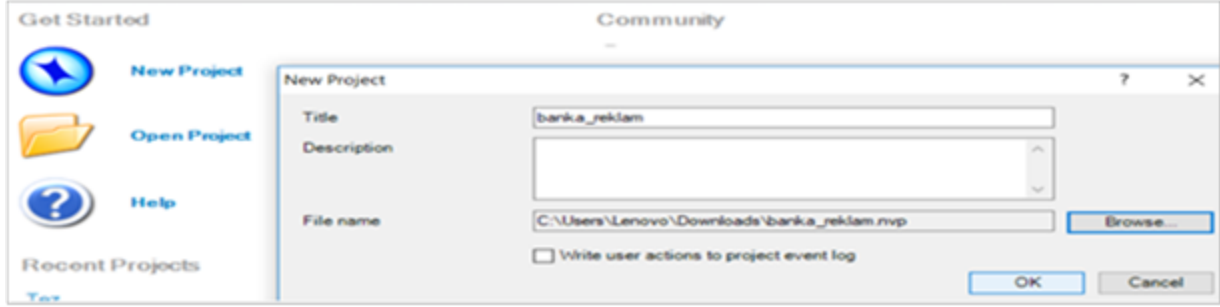 Get Started
Community
New Project
Open Project
Help
Recent Projects
Tez
New Project
?
Title
banka_reklam
Description
File name
C:\Users\Lenovo\Downloads\banka_reklam.nvp
Browse...
Write user actions to project event log
OK
Cancel